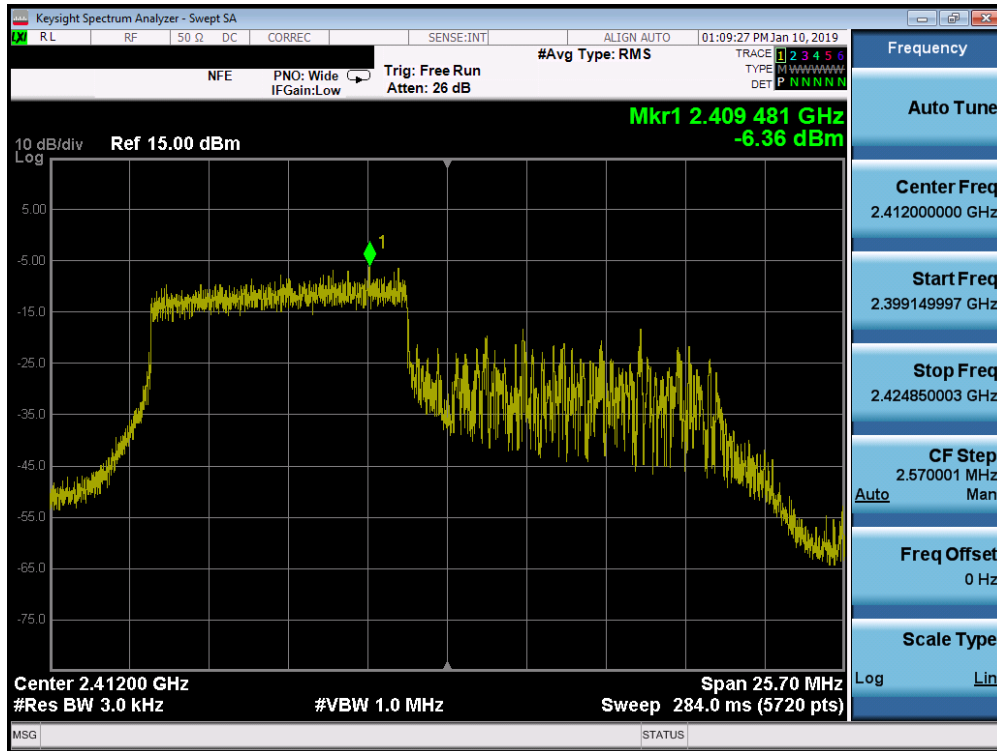 Keysight Spectrum Analyzer - Swept SA
LXI RL RF 50 Ω DC CORREC SENSE:INT ALIGN AUTO 01:09:27 PM Jan 10, 2019
NFE PNO: Wide Trig: Free Run #Avg Type: RMS TRACE 1 2 3 4 5 6
IFGain:Low Atten: 26 dB TYPE M WWWWW
DET P N N N N N
Mkr1 2.409 481 GHz
-6.36 dBm
10 dB/div Ref 15.00 dBm
Log
1
5.00
-5.00
-15.0
-25.0
-35.0
-45.0
-55.0
-65.0
-75.0
Center 2.41200 GHz Span 25.70 MHz
#Res BW 3.0 kHz #VBW 1.0 MHz Sweep 284.0 ms (5720 pts)
MSG STATUS
Frequency
Auto Tune
Center Freq
2.412000000 GHz
Start Freq
2.399149997 GHz
Stop Freq
2.424850003 GHz
CF Step
2.570001 MHz
Auto Man
Freq Offset
0 Hz
Scale Type
Log Lin